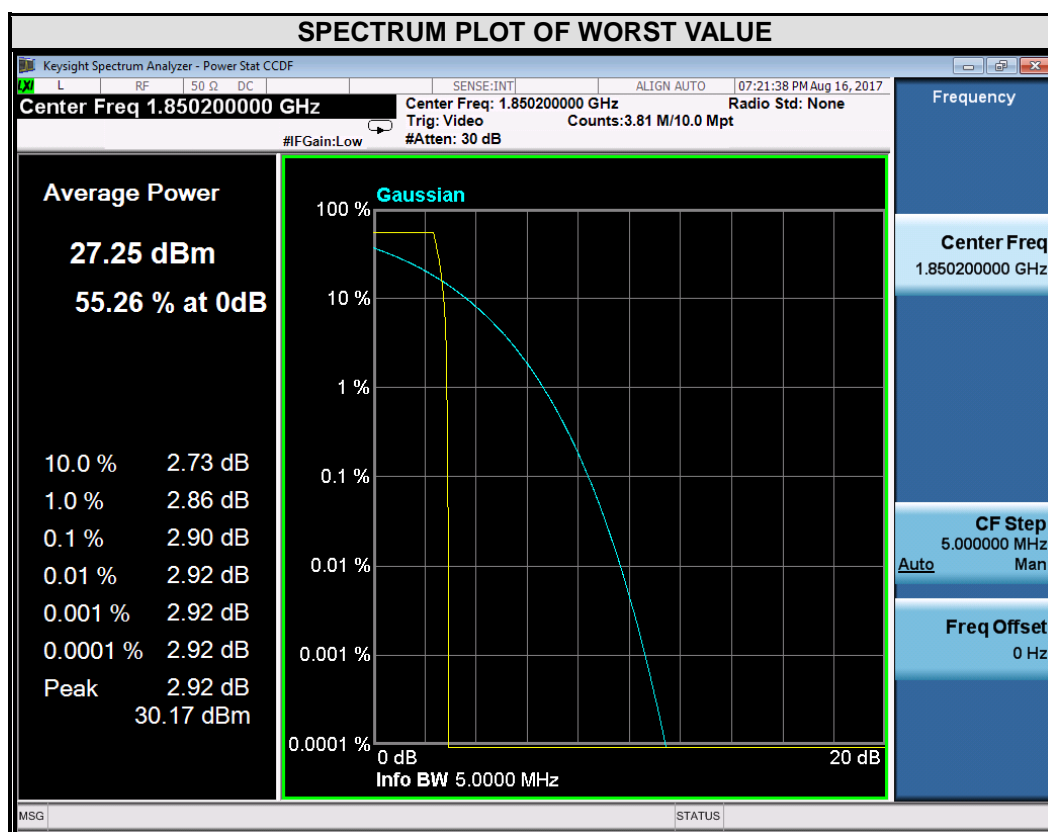 SPECTRUM PLOT OF WORST VALUE
Keysight Spectrum Analyzer - Power Stat CCDF
LXI L RF 50 Ω DC SENSE:INT ALIGN AUTO 07:21:38 PM Aug 16, 2017
Center Freq 1.850200000 GHz
Center Freq: 1.850200000 GHz Radio Std: None
Trig: Video Counts:3.81 M/10.0 Mpt
#IFGain:Low #Atten: 30 dB
Average Power
27.25 dBm
55.26 % at 0dB
10.0 % 2.73 dB
1.0 % 2.86 dB
0.1 % 2.90 dB
0.01 % 2.92 dB
0.001 % 2.92 dB
0.0001 % 2.92 dB
Peak 2.92 dB
30.17 dBm
Gaussian
100 %
10 %
1 %
0.1 %
0.01 %
0.001 %
0.0001 %
0 dB 20 dB
Info BW 5.0000 MHz
Frequency
Center Freq
1.850200000 GHz
CF Step
5.000000 MHz
Auto Man
Freq Offset
0 Hz
MSG STATUS